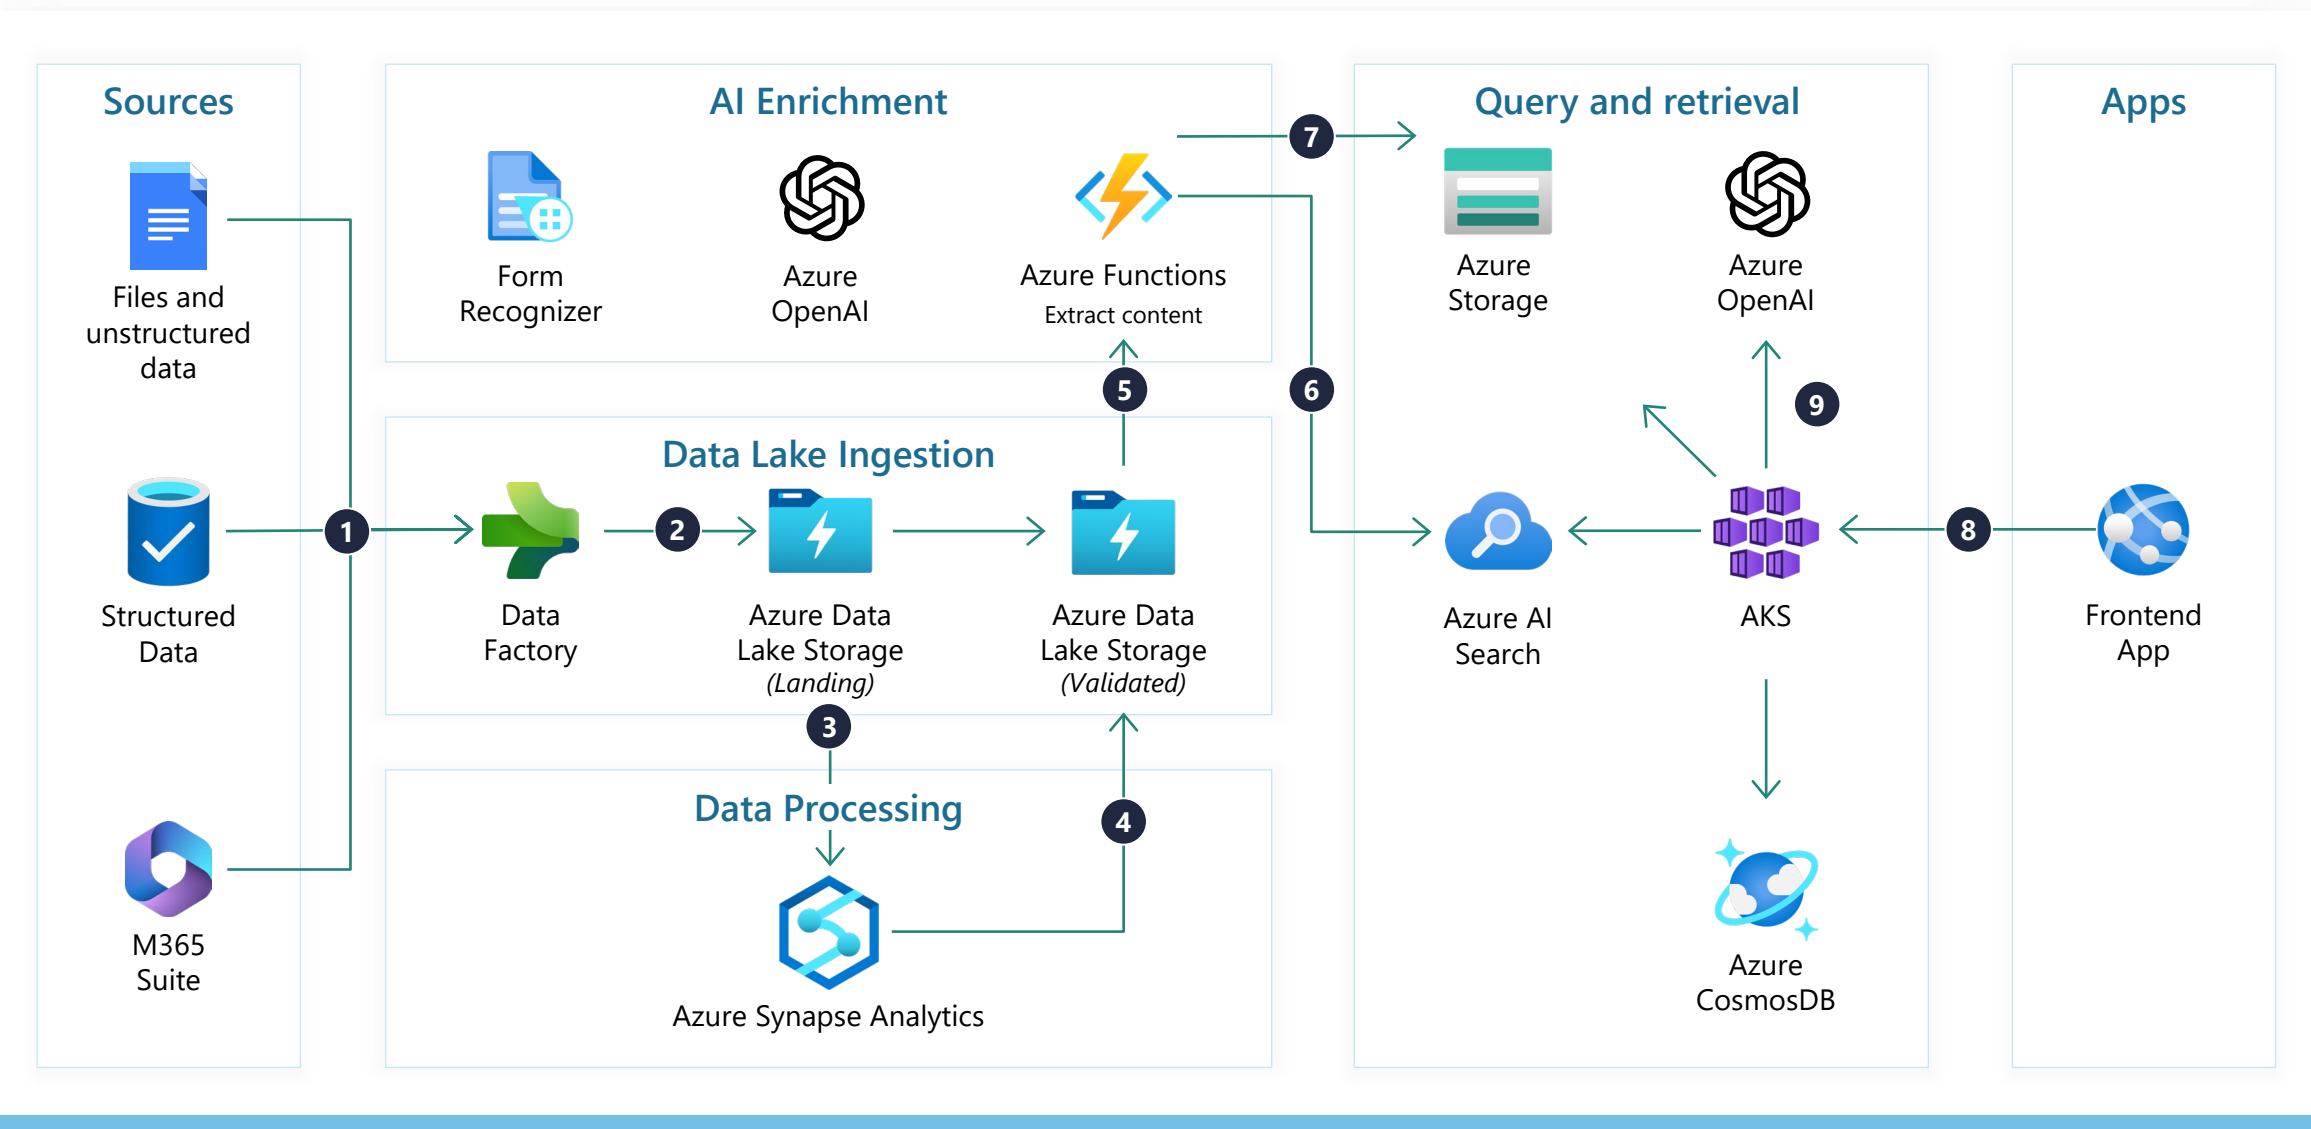 Sources
Files and
unstructured
data
Structured
Data
M365
Suite
1
AI Enrichment
Form
Recognizer
Azure
OpenAI
Azure Functions
Extract content
5
7
6
Data Lake Ingestion
Data
Factory
2
Azure Data
Lake Storage
(Landing)
Azure Data
Lake Storage
(Validated)
3
4
Data Processing
Azure Synapse Analytics
Query and retrieval
Azure
Storage
Azure
OpenAI
9
Azure AI
Search
AKS
8
Azure
CosmosDB
Apps
Frontend
App